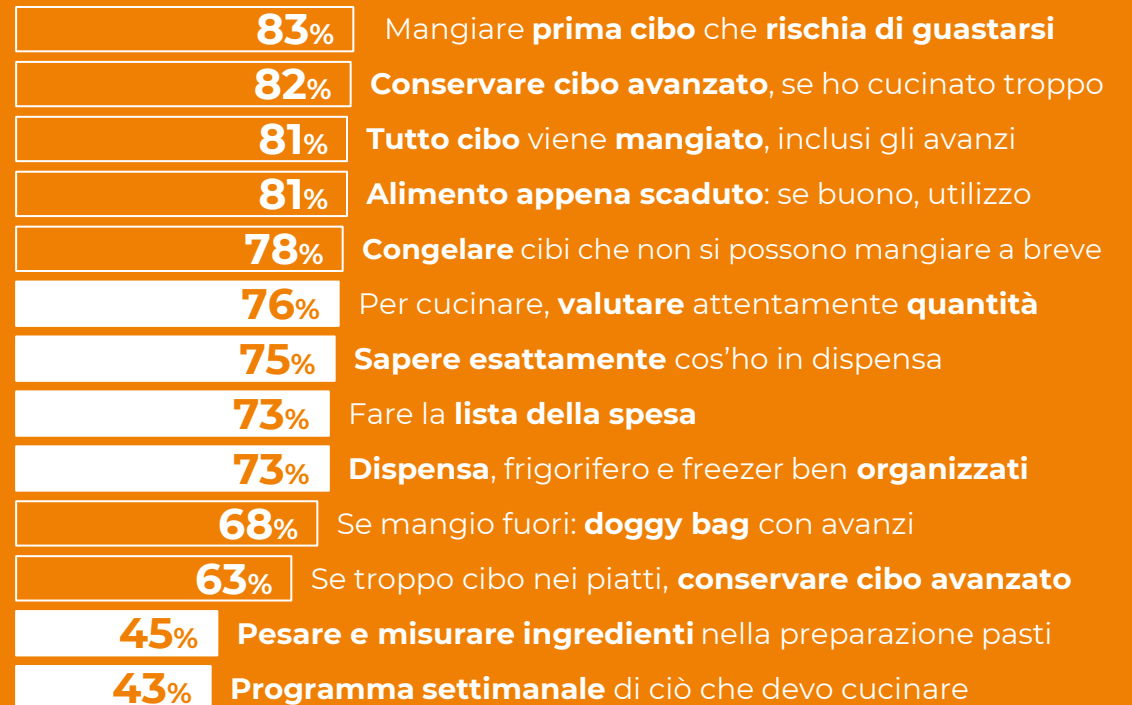 83% Mangiare prima cibo che rischia di guastarsi
82% Conservare cibo avanzato, se ho cucinato troppo
81% Tutto cibo viene mangiato, inclusi gli avanzi
81% Alimento appena scaduto: se buono, utilizzo
78% Congelare cibi che non si possono mangiare a breve
76% Per cucinare, valutare attentamente quantità
75% Sapere esattamente cos’ho in dispensa
73% Fare la lista della spesa
73% Dispensa, frigorifero e freezer ben organizzati
68% Se mangio fuori: doggy bag con avanzi
63% Se troppo cibo nei piatti, conservare cibo avanzato
45% Pesare e misurare ingredienti nella preparazione pasti
43% Programma settimanale di ciò che devo cucinare